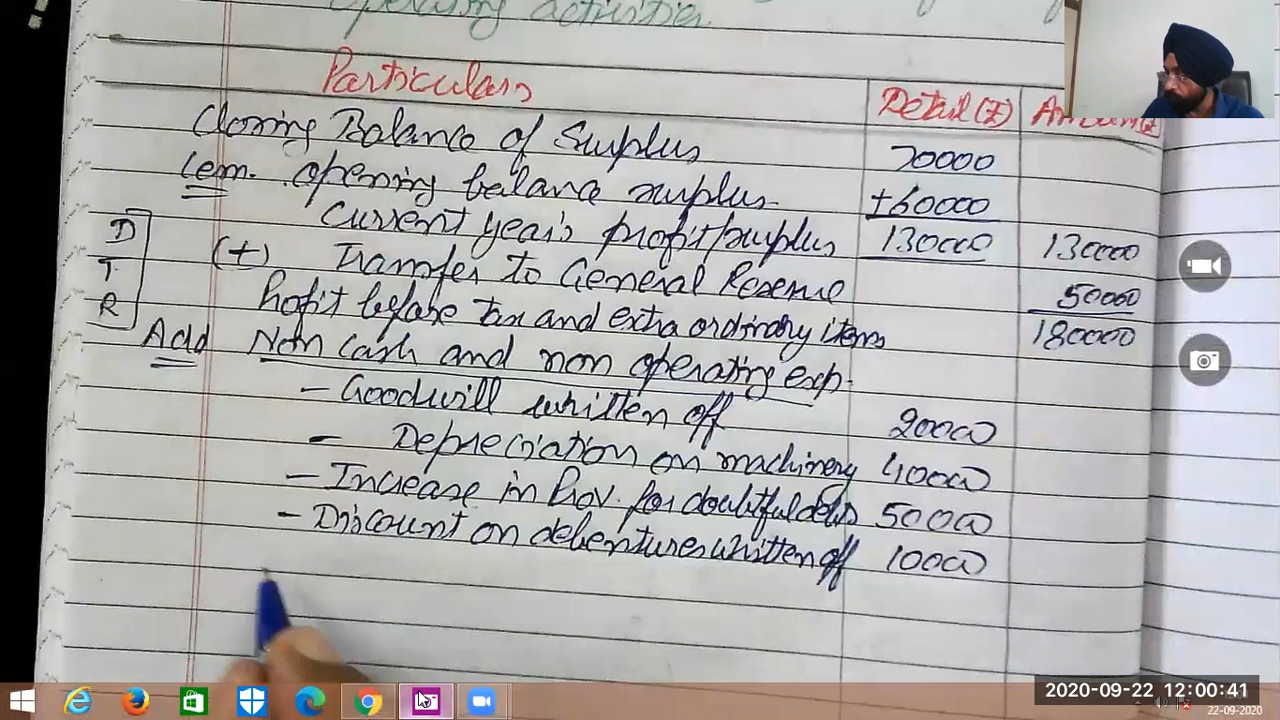 operating activities.
Particulars Detail (₹) Amount (₹)
Closing Balance of Surplus 70000
Less. opening balance surplus. +60000
Current year's profit/surplus 130000 130000
(+) Transfer to General Reserve 50000
D
T
R
Profit before Tax and extra ordinary items 180000
Add Non Cash and non operating exp.
- Goodwill written off 20000
- Depreciation on machinery 40000
- Increase in Prov. for doubtful debts 50000
- Discount on debentures written off 10000
2020-09-22 12:00:41
22-09-2020